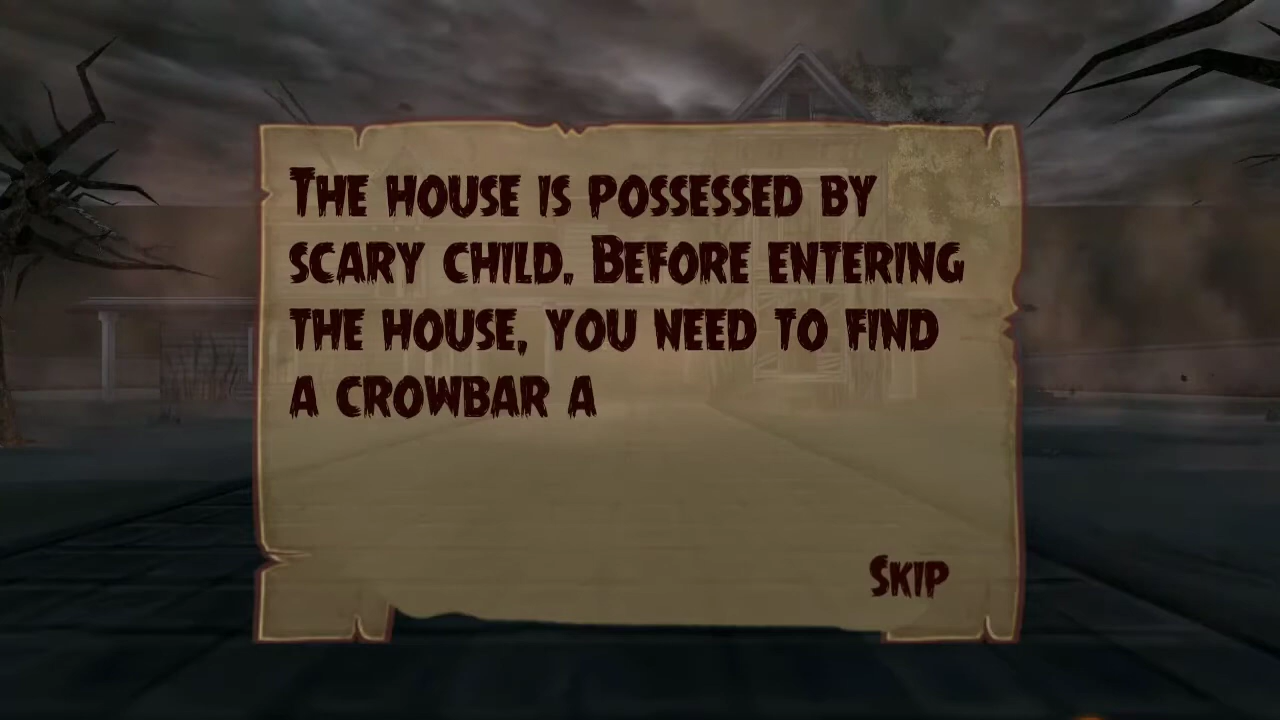 The house is possessed by
scary child. Before entering
the house, you need to find
a crowbar a
Skip